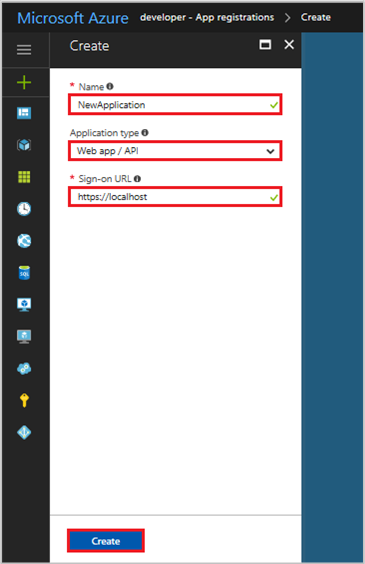 Microsoft Azure developer - App registrations > Create
Create
* Name
NewApplication
Application type
Web app / API
* Sign-on URL
https://localhost
SQL
Create